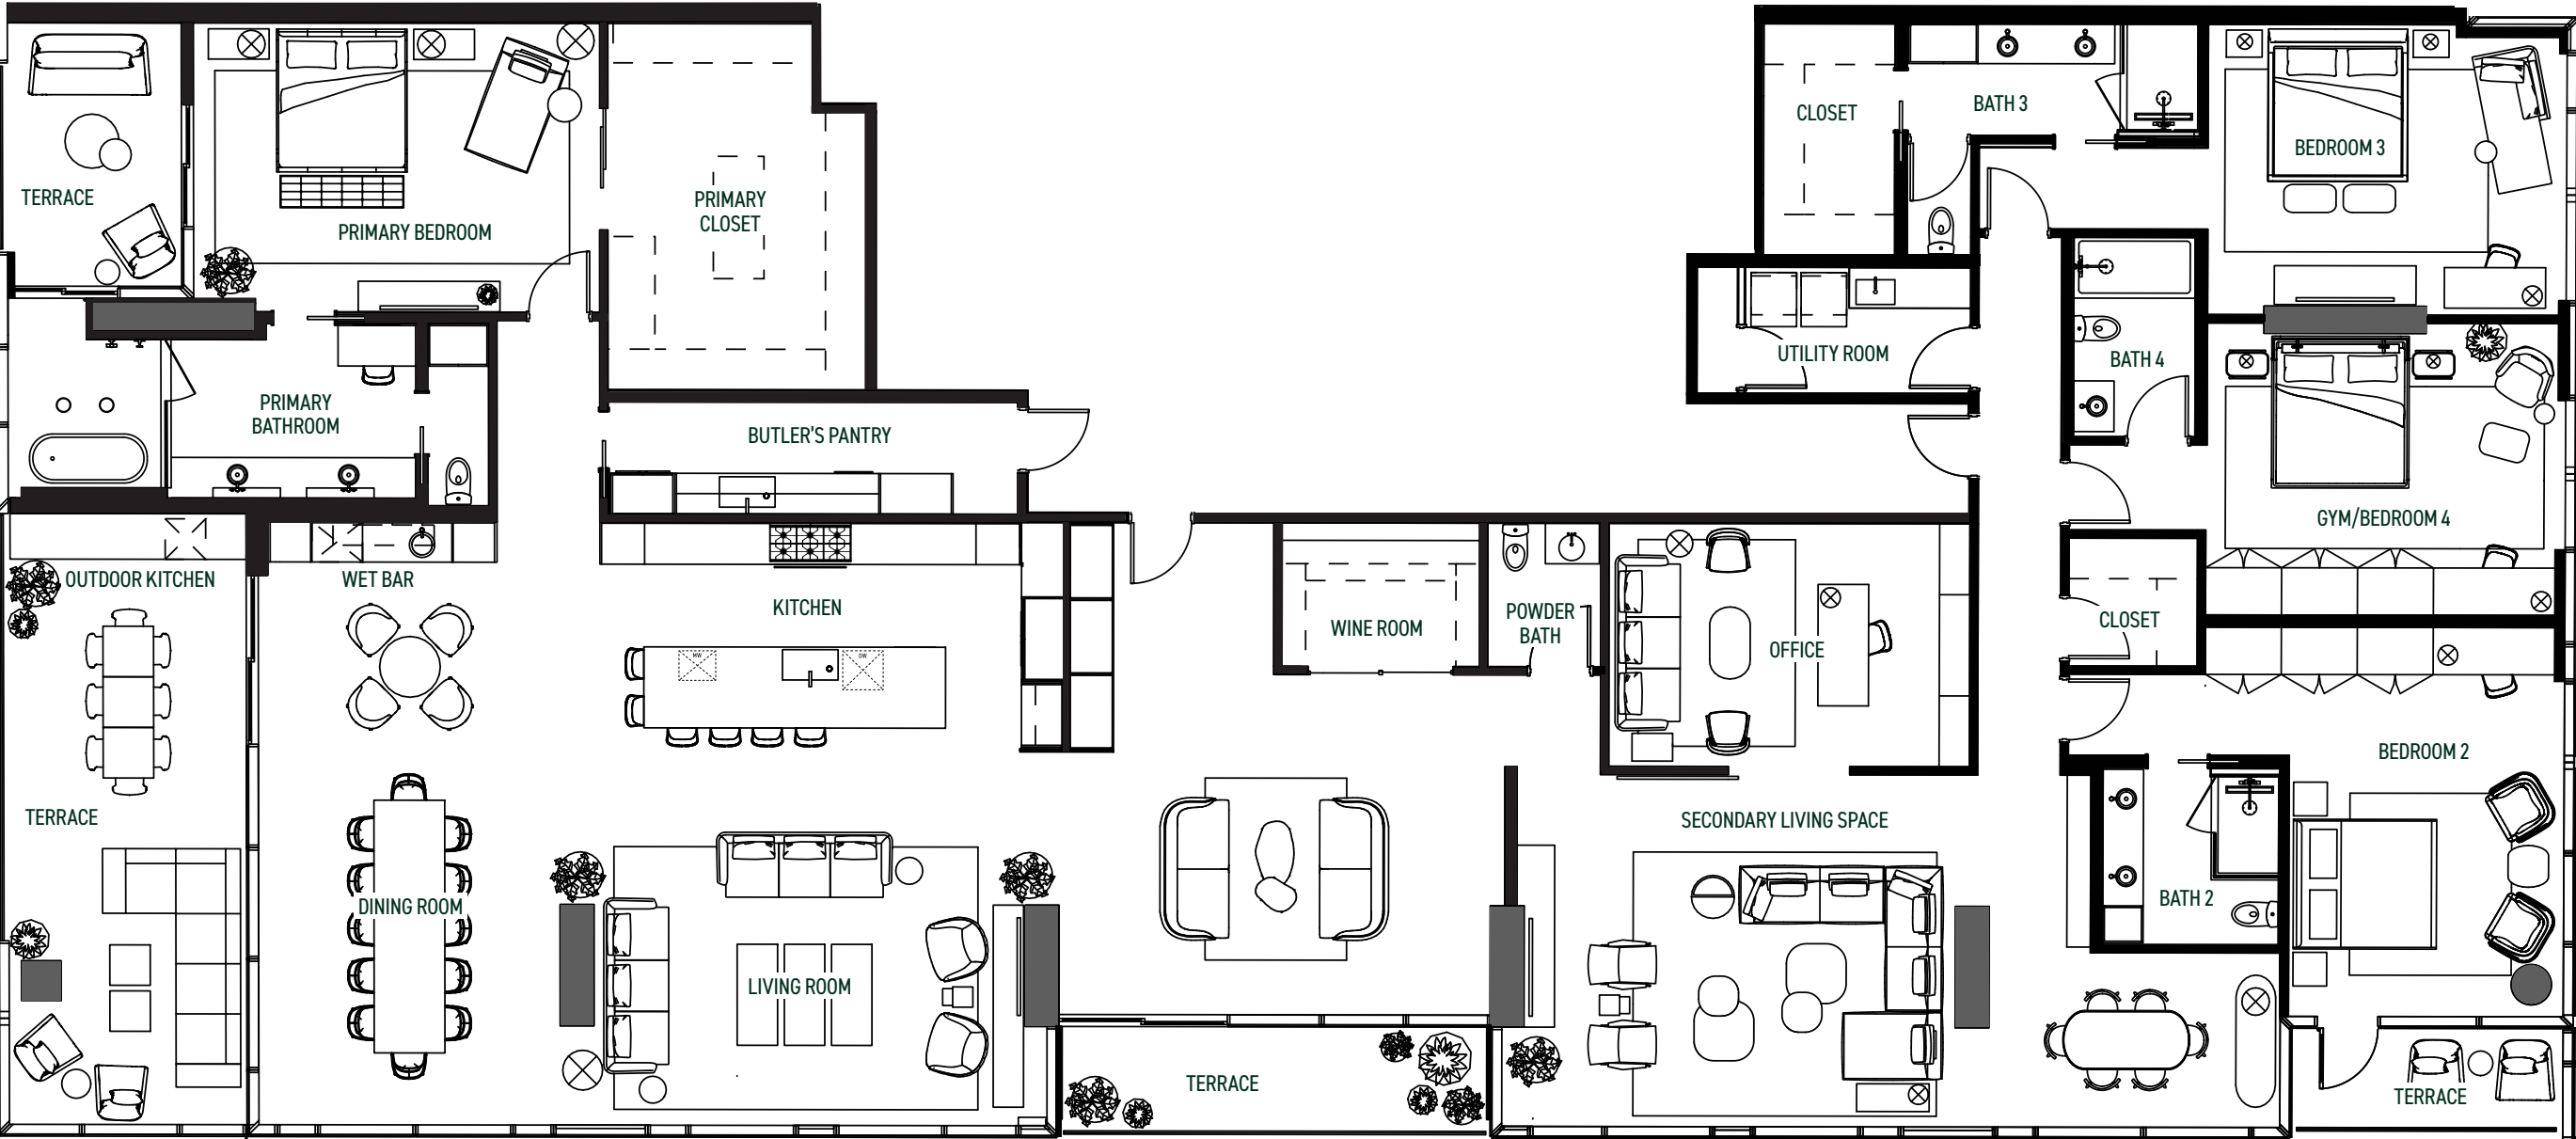 TERRACE
PRIMARY BEDROOM
PRIMARY
CLOSET
CLOSET
BATH 3
BEDROOM 3
PRIMARY
BATHROOM
BUTLER'S PANTRY
UTILITY ROOM
BATH 4
GYM/BEDROOM 4
OUTDOOR KITCHEN
WET BAR
KITCHEN
MW
DW
WINE ROOM
POWDER
BATH
OFFICE
CLOSET
BEDROOM 2
TERRACE
DINING ROOM
LIVING ROOM
SECONDARY LIVING SPACE
BATH 2
TERRACE
TERRACE